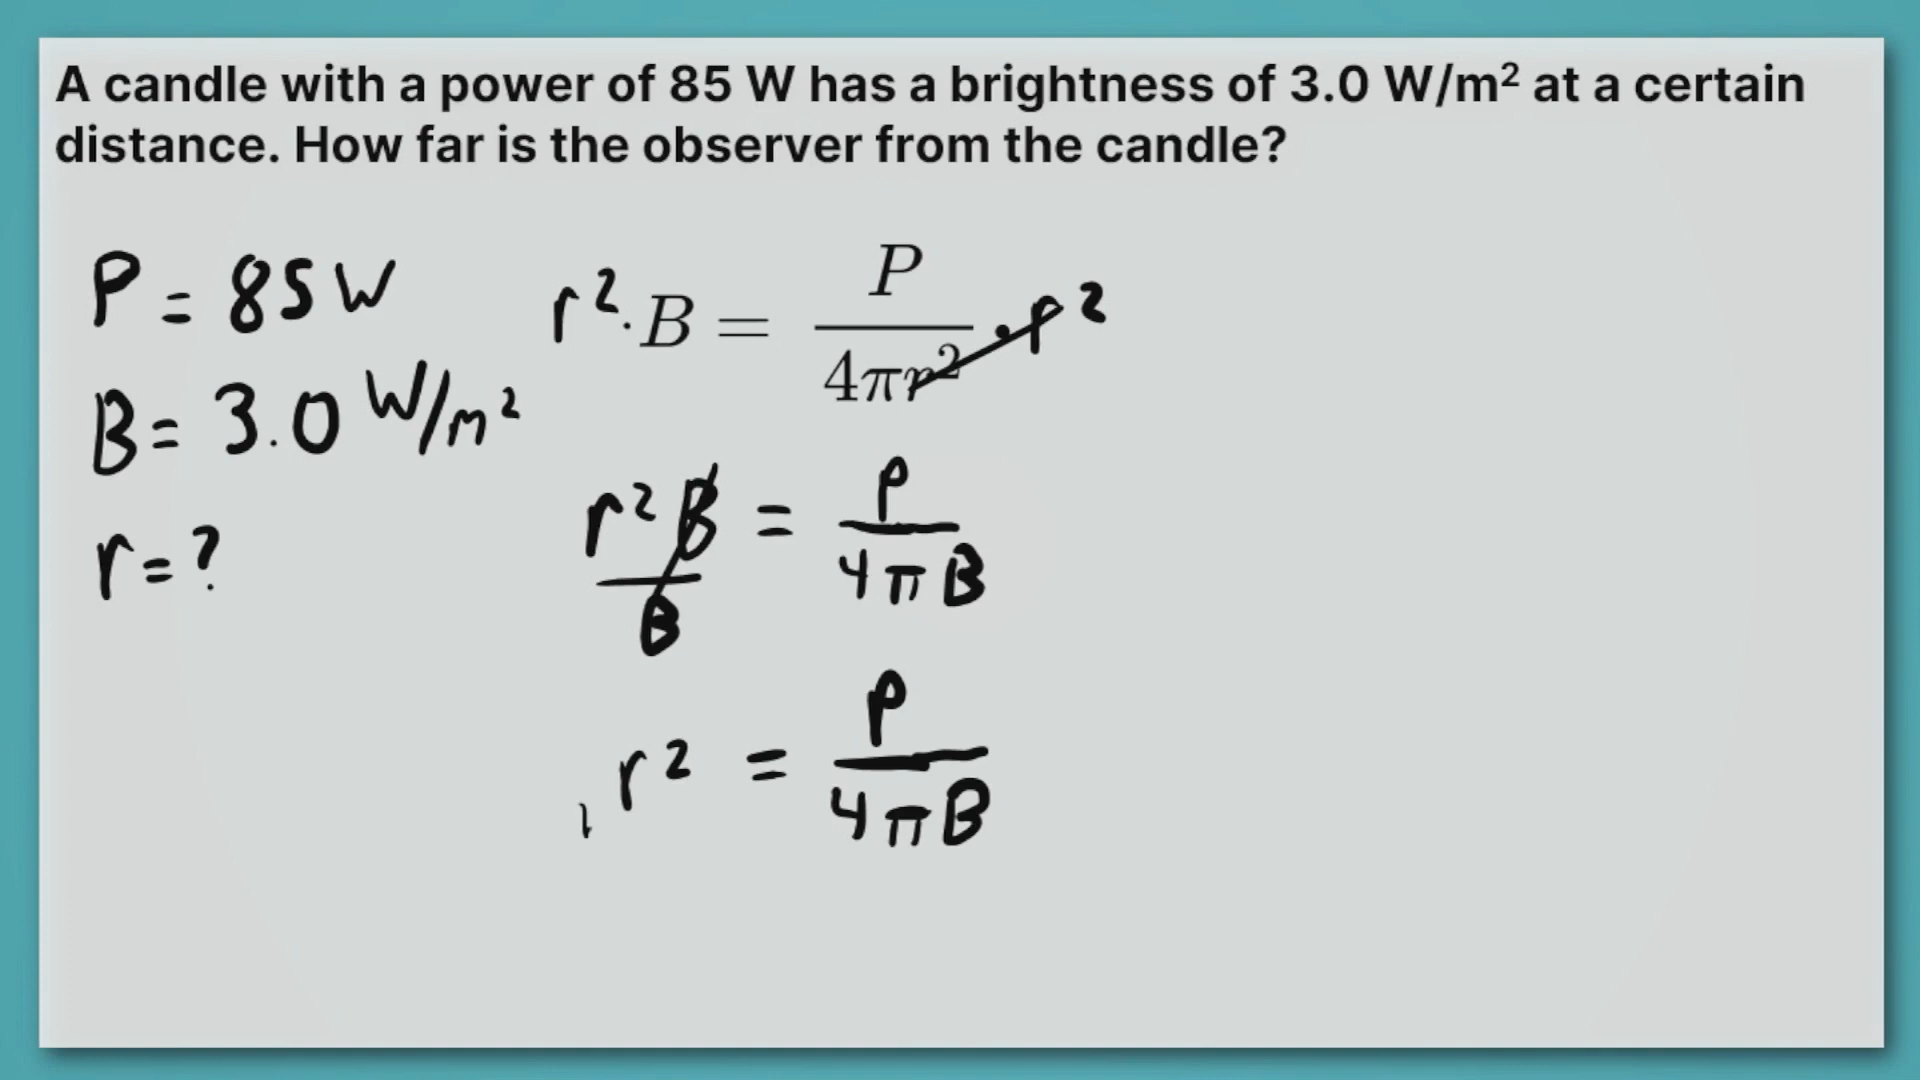 A candle with a power of 85 W has a brightness of 3.0 W/m² at a certain
distance. How far is the observer from the candle?
P = 85 W
B = 3.0 W/m²
r = ?
r² · B = P / 4πr² · r²
r² B / B = P / 4πB
r² = P / 4πB